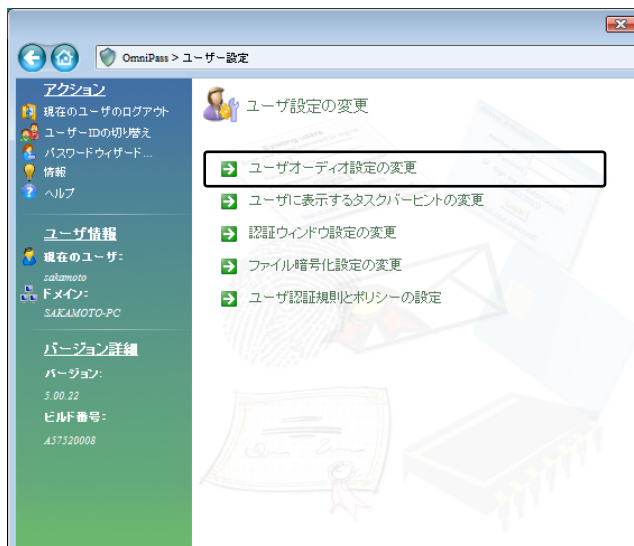 OmniPass > ユーザー設定
アクション
現在のユーザのログアウト
ユーザーIDの切り替え
パスワードウィザード...
情報
ヘルプ
ユーザ情報
現在のユーザ:
sakamoto
ドメイン:
SAKAMOTO-PC
バージョン詳細
バージョン:
5.00.22
ビルド番号:
A57520008
ユーザ設定の変更
ユーザオーディオ設定の変更
ユーザに表示するタスクバーヒントの変更
認証ウィンドウ設定の変更
ファイル暗号化設定の変更
ユーザ認証規則とポリシーの設定